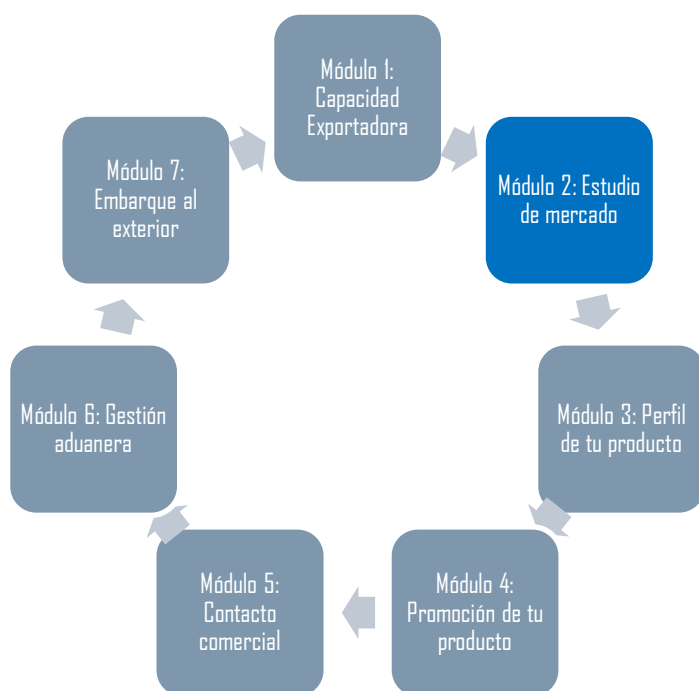 Módulo 1:
Capacidad
Exportadora
Módulo 2: Estudio
de mercado
Módulo 3: Perfil
de tu producto
Módulo 4:
Promoción de tu
producto
Módulo 5:
Contacto
comercial
Módulo 6: Gestión
aduanera
Módulo 7:
Embarque al
exterior